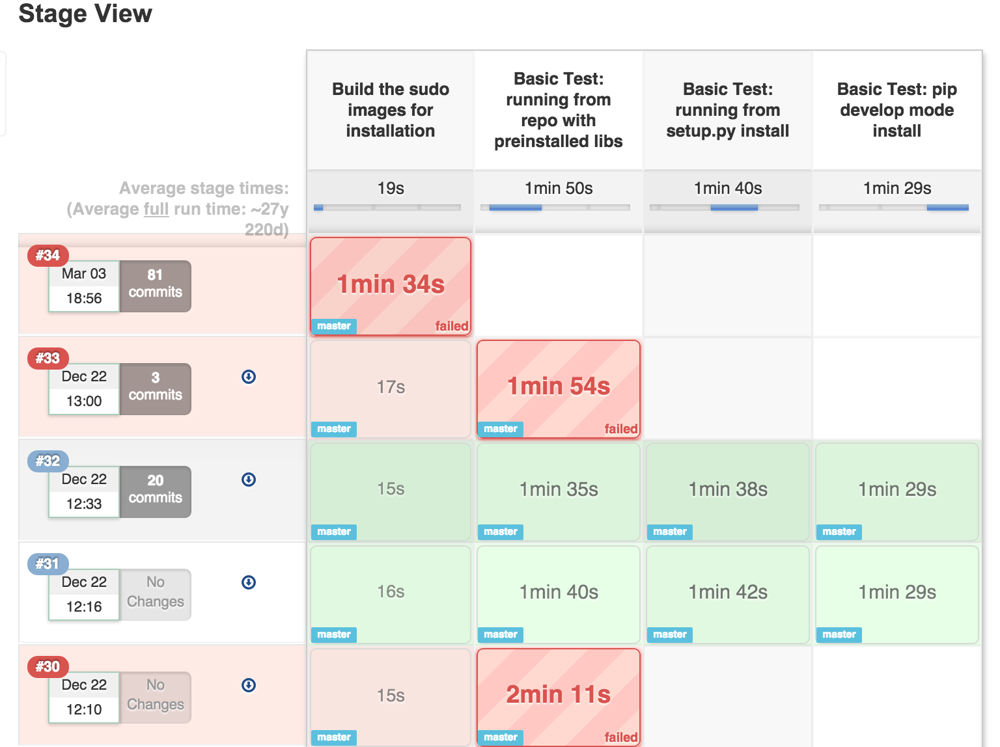 Stage View
Build the sudo
images for
installation
Basic Test:
running from
repo with
preinstalled libs
Basic Test:
running from
setup.py install
Basic Test: pip
develop mode
install
Average stage times:
(Average full run time: ~27y
220d)
19s
1min 50s
1min 40s
1min 29s
#34
Mar 03
18:56
81
commits
1min 34s
master
failed
#33
Dec 22
13:00
3
commits
17s
master
1min 54s
master
failed
#32
Dec 22
12:33
20
commits
15s
master
1min 35s
master
1min 38s
master
1min 29s
master
#31
Dec 22
12:16
No
Changes
16s
master
1min 40s
master
1min 42s
master
1min 29s
master
#30
Dec 22
12:10
No
Changes
15s
master
2min 11s
master
failed